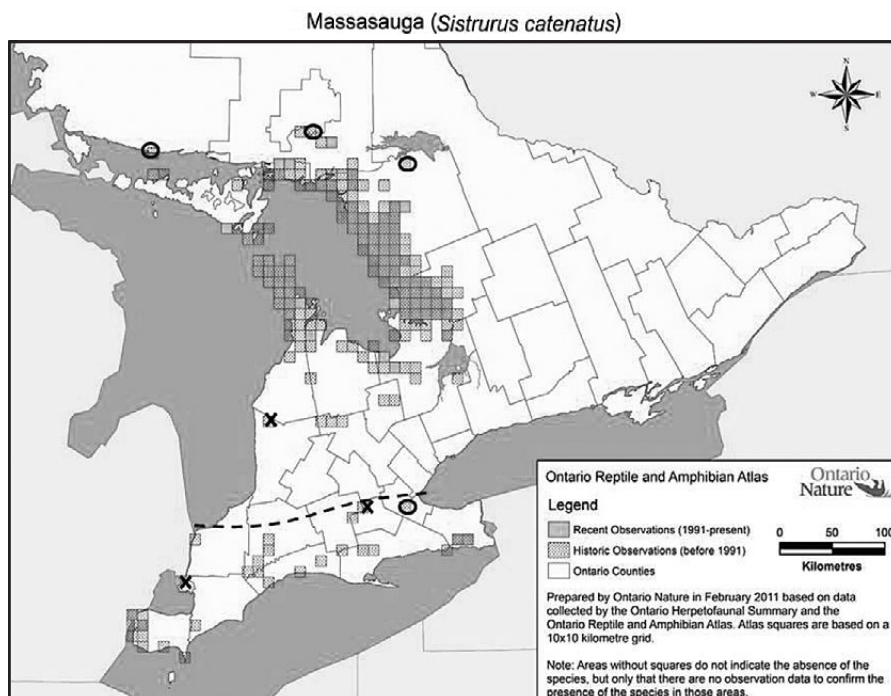 Massasauga (Sistrurus catenatus)
N
W E
S
Ontario Reptile and Amphibian Atlas
Ontario
Nature
Legend
Recent Observations (1991-present)
Historic Observations (before 1991)
Ontario Counties
100 50 0 100
Kilometres
Prepared by Ontario Nature in February 2011 based on data
collected by the Ontario Herpetofaunal Summary and the
Ontario Reptile and Amphibian Atlas. Atlas squares are based on a
10x10 kilometre grid.
Note: Areas without squares do not indicate the absence of the
species, but only that there are no observation data to confirm the
presence of the species in those areas.
X
X
X